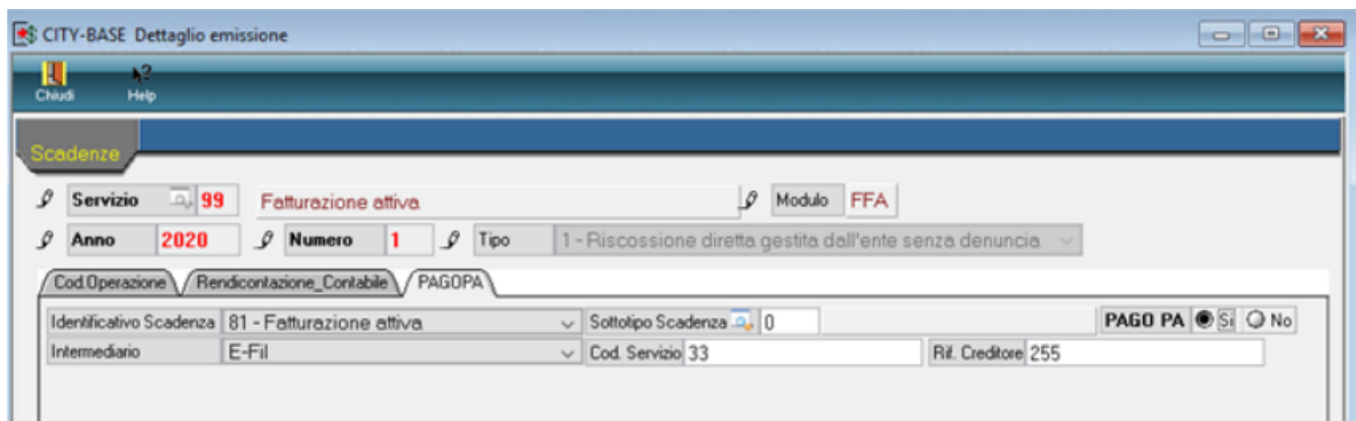 CITY-BASE Dettaglio emissione
Chiudi Help
Scadenze
Servizio 99 Fatturazione attiva Modulo FFA
Anno 2020 Numero 1 Tipo 1 - Riscossione diretta gestita dall'ente senza denuncia
Cod.Operazione Rendicontazione_Contabile PAGOPA
Identificativo Scadenza 81 - Fatturazione attiva Sottotipo Scadenza 0 PAGO PA Si No
Intermediario E-Fil Cod. Servizio 33 Rif. Creditore 255